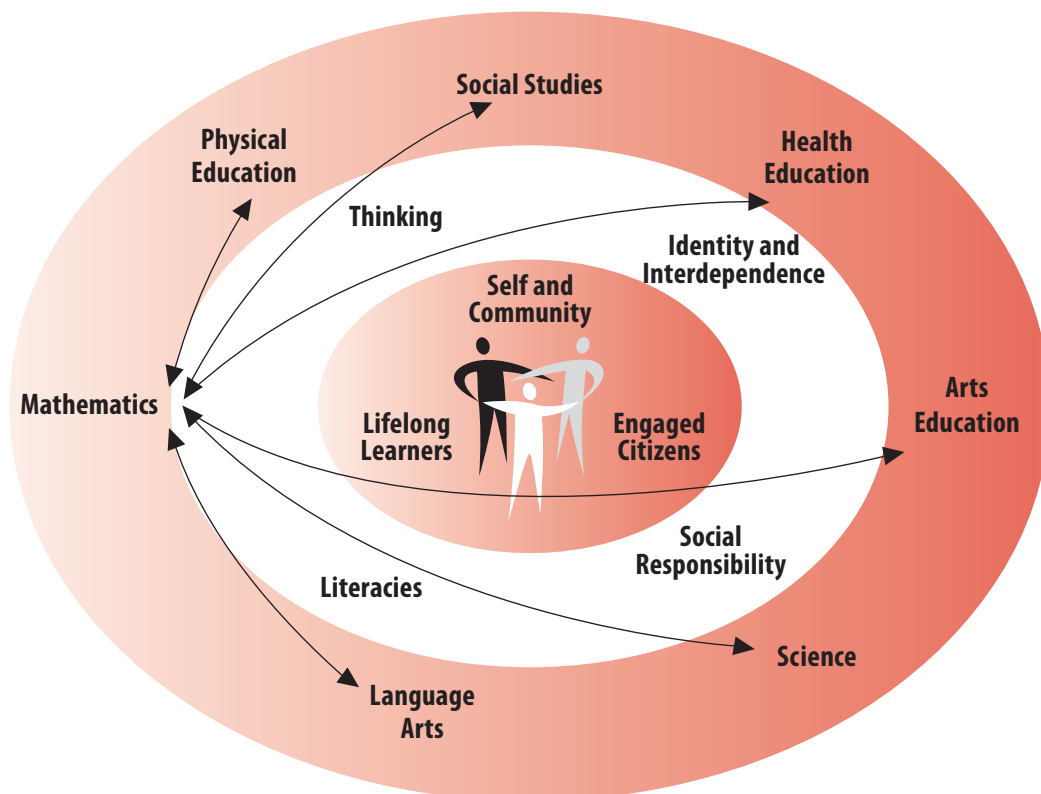 Social Studies
Physical
Education
Health
Education
Thinking
Identity and
Interdependence
Self and
Community
Mathematics
Lifelong
Learners
Engaged
Citizens
Arts
Education
Social
Responsibility
Literacies
Science
Language
Arts